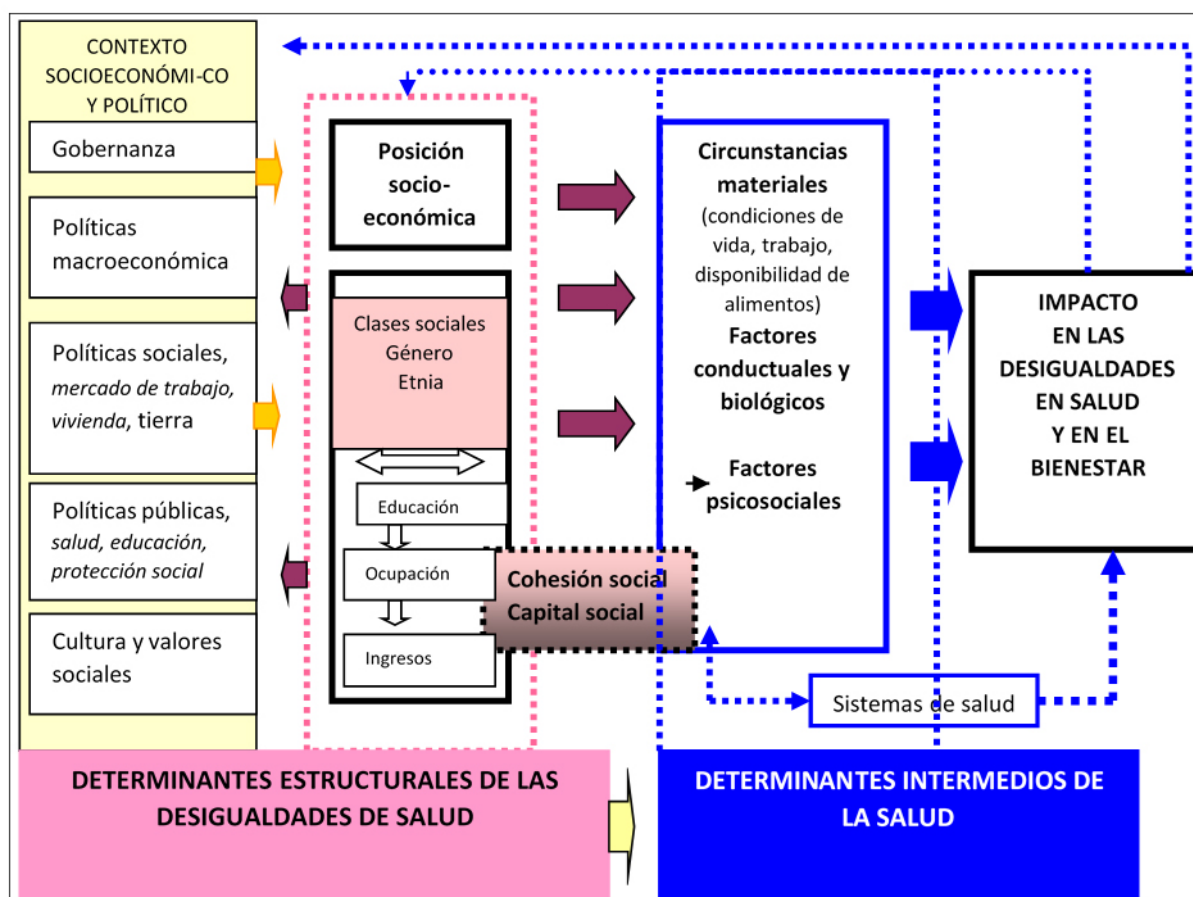 CONTEXTO
SOCIOECONÓMI-CO
Y POLÍTICO
Gobernanza
Políticas
macroeconómica
Políticas sociales,
mercado de trabajo,
vivienda, tierra
Políticas públicas,
salud, educación,
protección social
Cultura y valores
sociales
Posición
socio-
económica
Clases sociales
Género
Etnia
Educación
Ocupación
Ingresos
Cohesión social
Capital social
Circunstancias
materiales
(condiciones de
vida, trabajo,
disponibilidad de
alimentos)
Factores
conductuales y
biológicos
Factores
psicosociales
Sistemas de salud
IMPACTO
EN LAS
DESIGUALDADES
EN SALUD
Y EN EL
BIENESTAR
DETERMINANTES ESTRUCTURALES DE LAS
DESIGUALDADES DE SALUD
DETERMINANTES INTERMEDIOS DE
LA SALUD